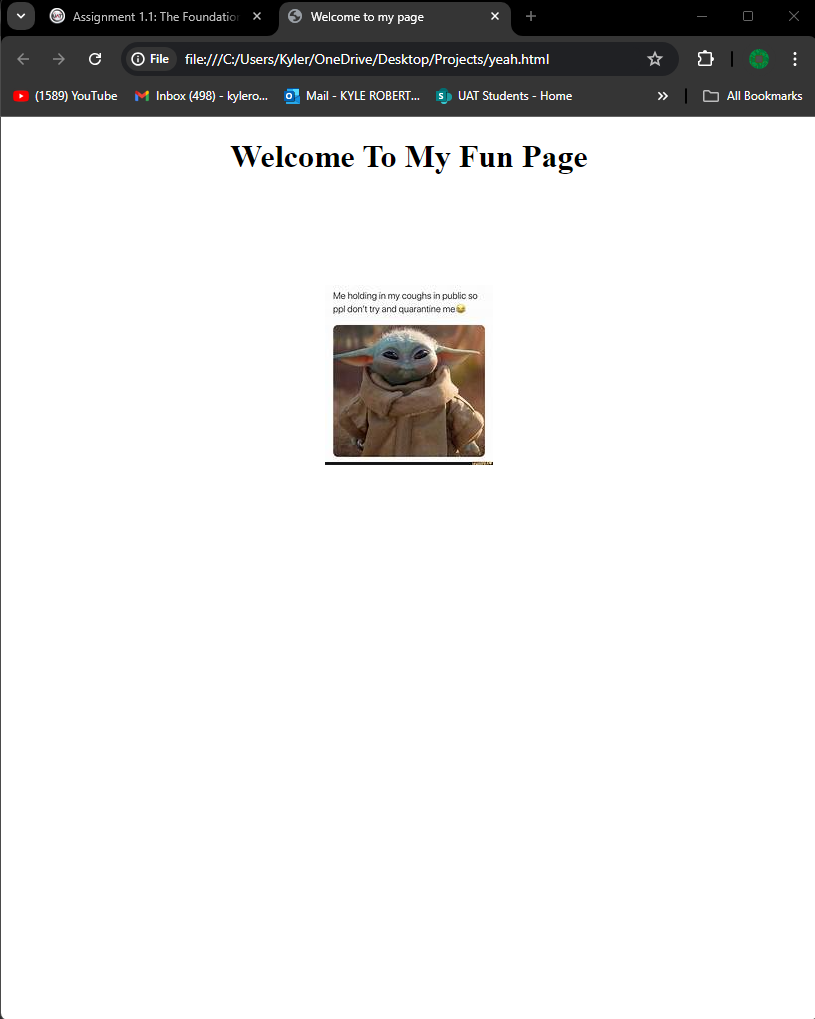 Assignment 1.1: The Foundation
Welcome to my page
File
file:///C:/Users/Kyler/OneDrive/Desktop/Projects/yeah.html
(1589) YouTube
Inbox (498) - kylero...
Mail - KYLE ROBERT...
UAT Students - Home
All Bookmarks
Welcome To My Fun Page
Me holding in my coughs in public so
ppl don't try and quarantine me😂